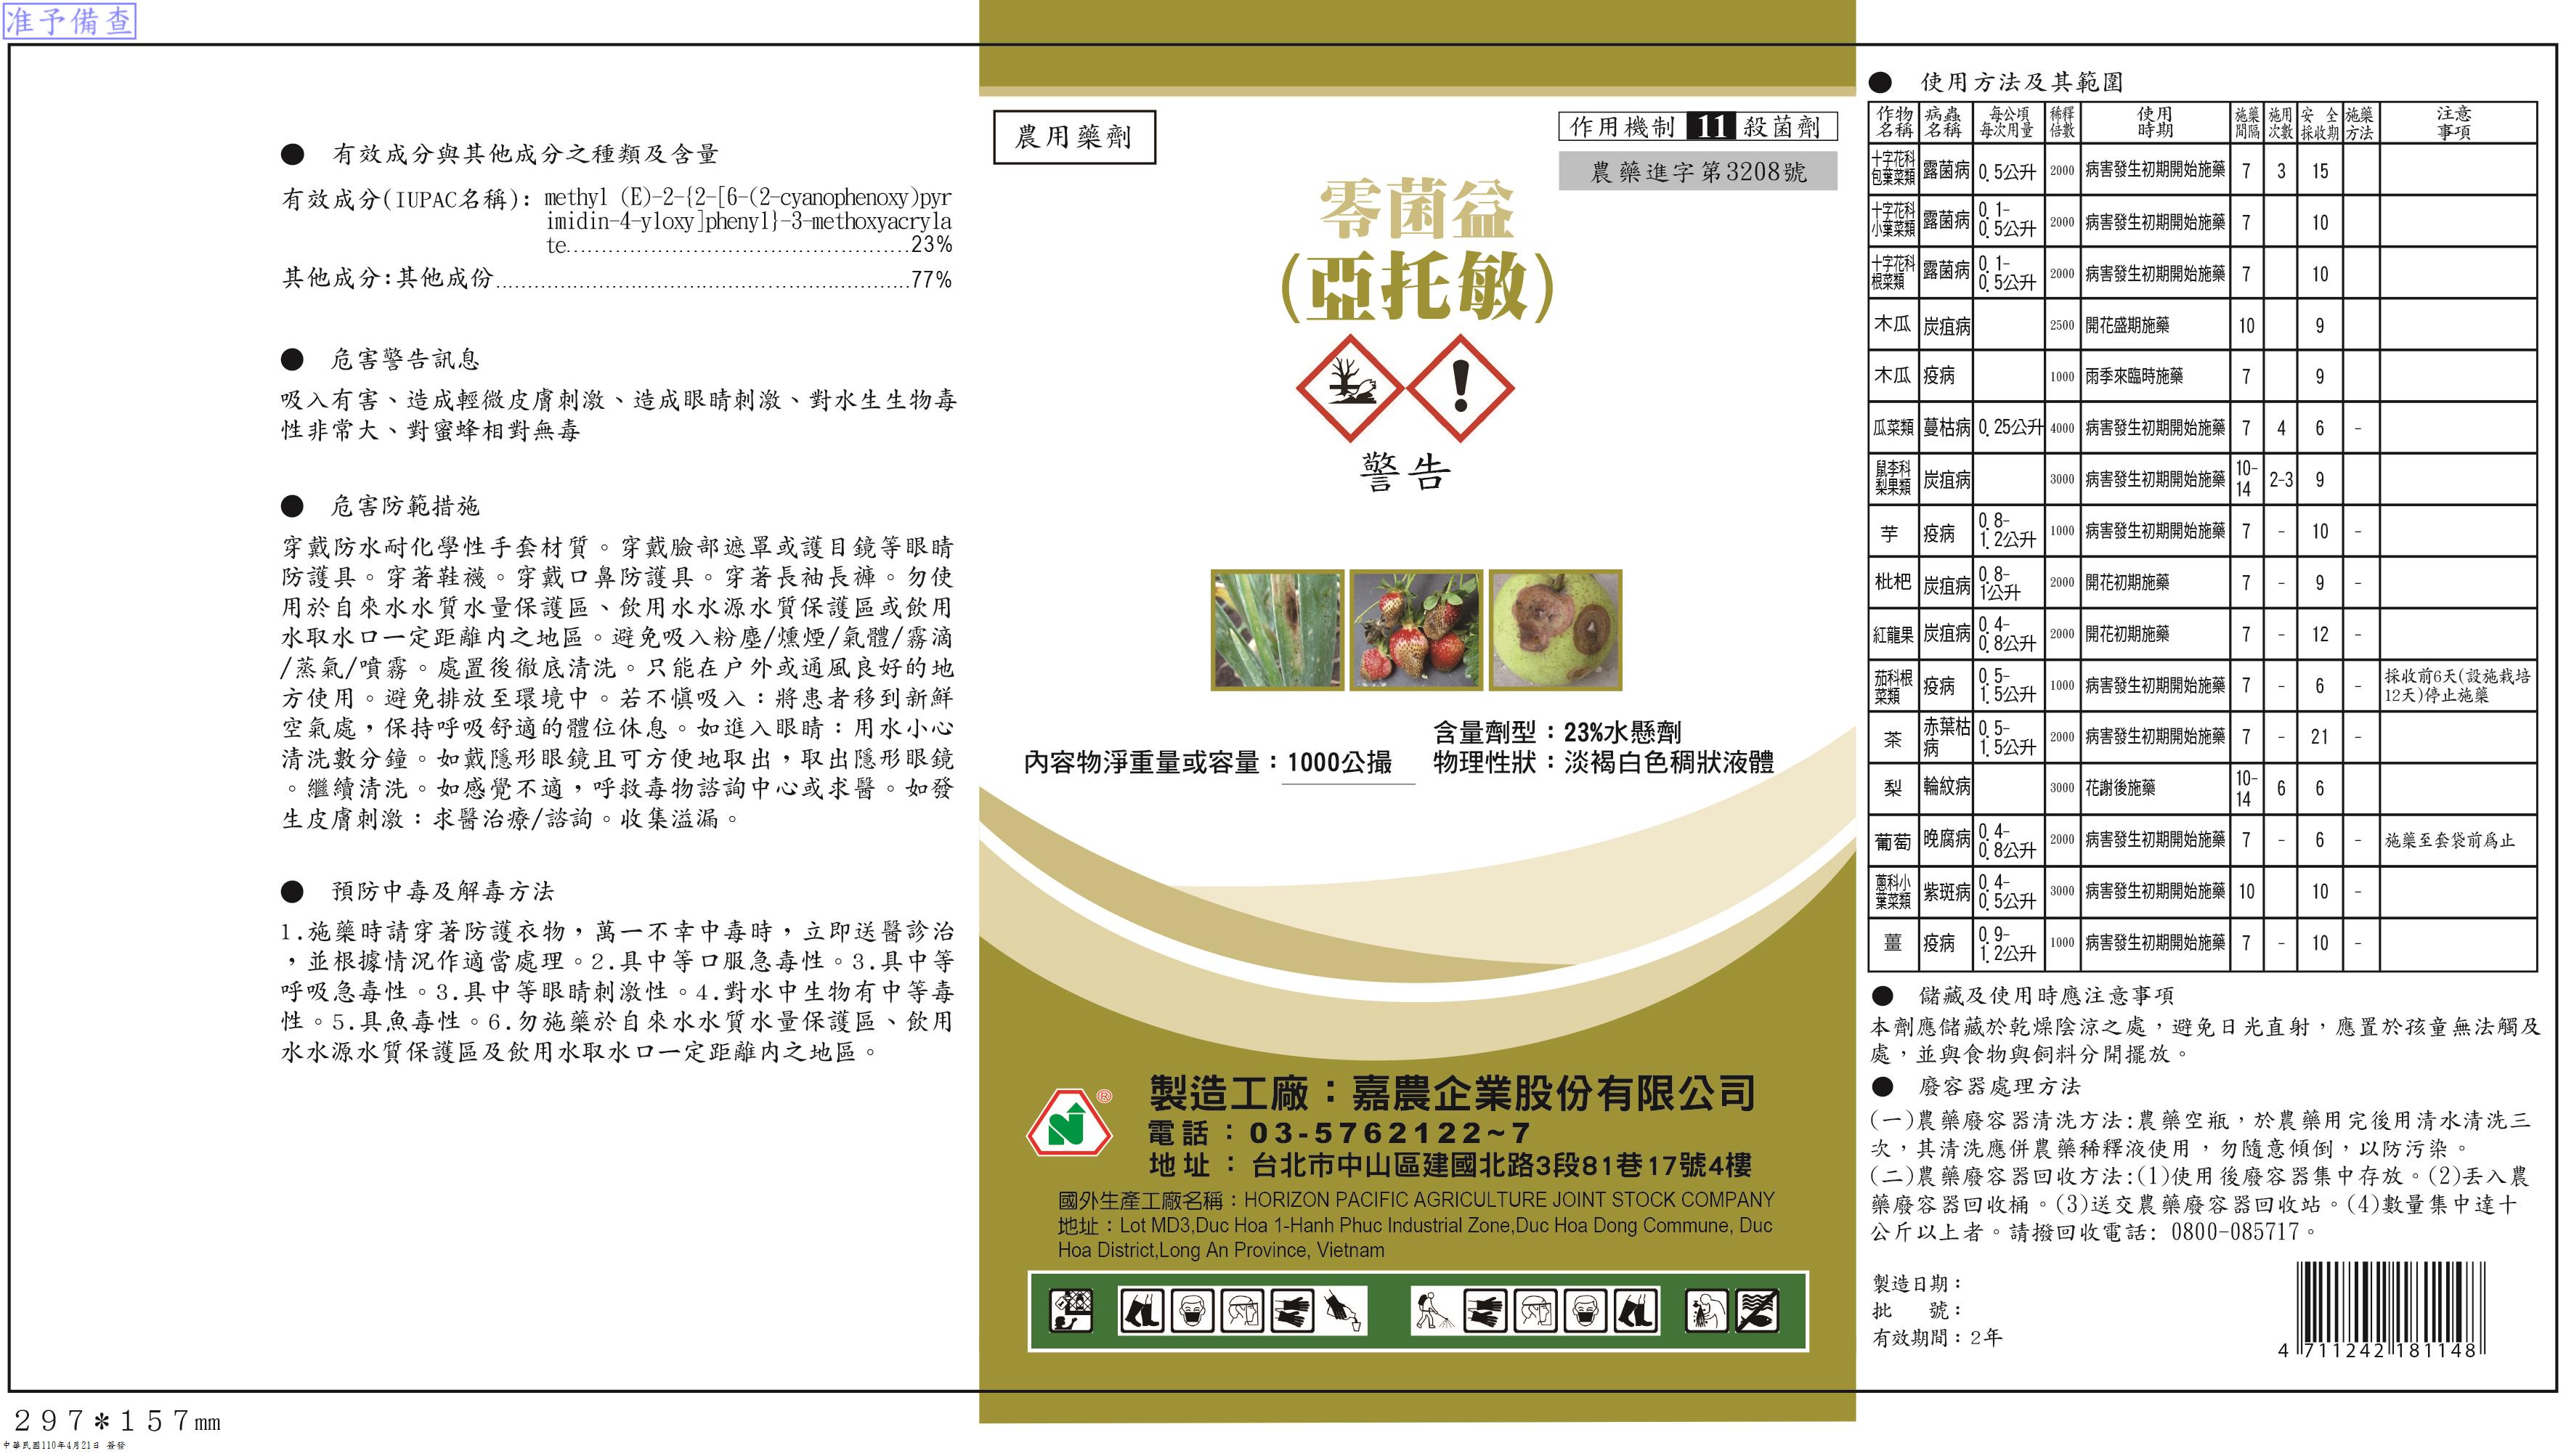 准予備查
● 有效成分與其他成分之種類及含量
有效成分(IUPAC名稱): methyl (E)-2-{2-[6-(2-cyanophenoxy)pyr
imidin-4-yloxy]phenyl}-3-methoxyacryla
te................................................23%
其他成分:其他成份..................................................................77%
● 危害警告訊息
吸入有害、造成輕微皮膚刺激、造成眼睛刺激、對水生生物毒
性非常大、對蜜蜂相對無毒
● 危害防範措施
穿戴防水耐化學性手套材質。穿戴臉部遮罩或護目鏡等眼睛
防護具。穿著鞋襪。穿戴口鼻防護具。穿著長袖長褲。勿使
用於自來水水質水量保護區、飲用水水源水質保護區或飲用
水取水口一定距離內之地區。避免吸入粉塵/燻煙/氣體/霧滴
/蒸氣/噴霧。處置後徹底清洗。只能在户外或通風良好的地
方使用。避免排放至環境中。若不慎吸入：將患者移到新鮮
空氣處，保持呼吸舒適的體位休息。如進入眼睛：用水小心
清洗數分鐘。如戴隱形眼鏡且可方便地取出，取出隱形眼鏡
。繼續清洗。如感覺不適，呼救毒物諮詢中心或求醫。如發
生皮膚刺激：求醫治療/諮詢。收集溢漏。
● 預防中毒及解毒方法
1.施藥時請穿著防護衣物，萬一不幸中毒時，立即送醫診治
，並根據情況作適當處理。2.具中等口服急毒性。3.具中等
呼吸急毒性。3.具中等眼睛刺激性。4.對水中生物有中等毒
性。5.具魚毒性。6.勿施藥於自來水水質水量保護區、飲用
水水源水質保護區及飲用水取水口一定距離內之地區。
農用藥劑
作用機制 11 殺菌劑
農藥進字第3208號
零菌益
(亞托敏)
警告
含量劑型：23%水懸劑
內容物淨重量或容量：1000公撮 物理性狀：淡褐白色稠狀液體
®
製造工廠：嘉農企業股份有限公司
電話：03-5762122~7
地址：台北市中山區建國北路3段81巷17號4樓
國外生產工廠名稱：HORIZON PACIFIC AGRICULTURE JOINT STOCK COMPANY
地址：Lot MD3,Duc Hoa 1-Hanh Phuc Industrial Zone,Duc Hoa Dong Commune, Duc
Hoa District,Long An Province, Vietnam
● 使用方法及其範圍
作物名稱 病蟲名稱 每公頃每次用量 稀釋倍數 使用時期 施藥間隔 施用次數 安全採收期 施藥方法 注意事項
十字花科包葉菜類 露菌病 0.5公升 2000 病害發生初期開始施藥 7 3 15
十字花科小葉菜類 露菌病 0.1-0.5公升 2000 病害發生初期開始施藥 7 10
十字花科根菜類 露菌病 0.1-0.5公升 2000 病害發生初期開始施藥 7 10
木瓜 炭疽病 2500 開花盛期施藥 10 9
木瓜 疫病 1000 雨季來臨時施藥 7 9
瓜菜類 蔓枯病 0.25公升 4000 病害發生初期開始施藥 7 4 6 -
鼠李科梨果類 炭疽病 3000 病害發生初期開始施藥 10-14 2-3 9
芋 疫病 0.8-1.2公升 1000 病害發生初期開始施藥 7 - 10 -
枇杷 炭疽病 0.8-1公升 2000 開花初期施藥 7 - 9 -
紅龍果 炭疽病 0.4-0.8公升 2000 開花初期施藥 7 - 12 -
茄科根菜類 疫病 0.5-1.5公升 1000 病害發生初期開始施藥 7 - 6 - 採收前6天(設施栽培12天)停止施藥
茶 赤葉枯病 0.5-1.5公升 2000 病害發生初期開始施藥 7 - 21 -
梨 輪紋病 3000 花謝後施藥 10-14 6 6
葡萄 晚腐病 0.4-0.8公升 2000 病害發生初期開始施藥 7 - 6 - 施藥至套袋前為止
蔥科小葉菜類 紫斑病 0.4-0.5公升 3000 病害發生初期開始施藥 10 10 -
薑 疫病 0.9-1.2公升 1000 病害發生初期開始施藥 7 - 10 -
● 儲藏及使用時應注意事項
本劑應儲藏於乾燥陰涼之處，避免日光直射，應置於孩童無法觸及
處，並與食物與飼料分開擺放。
● 廢容器處理方法
(一)農藥廢容器清洗方法:農藥空瓶，於農藥用完後用清水清洗三
次，其清洗應併農藥稀釋液使用，勿隨意傾倒，以防污染。
(二)農藥廢容器回收方法:(1)使用後廢容器集中存放。(2)丟入農
藥廢容器回收桶。(3)送交農藥廢容器回收站。(4)數量集中達十
公斤以上者。請撥回收電話: 0800-085717。
製造日期：
批 號：
有效期間：2年
4 711242 181148
297*157mm
中華民國110年4月21日 簽發